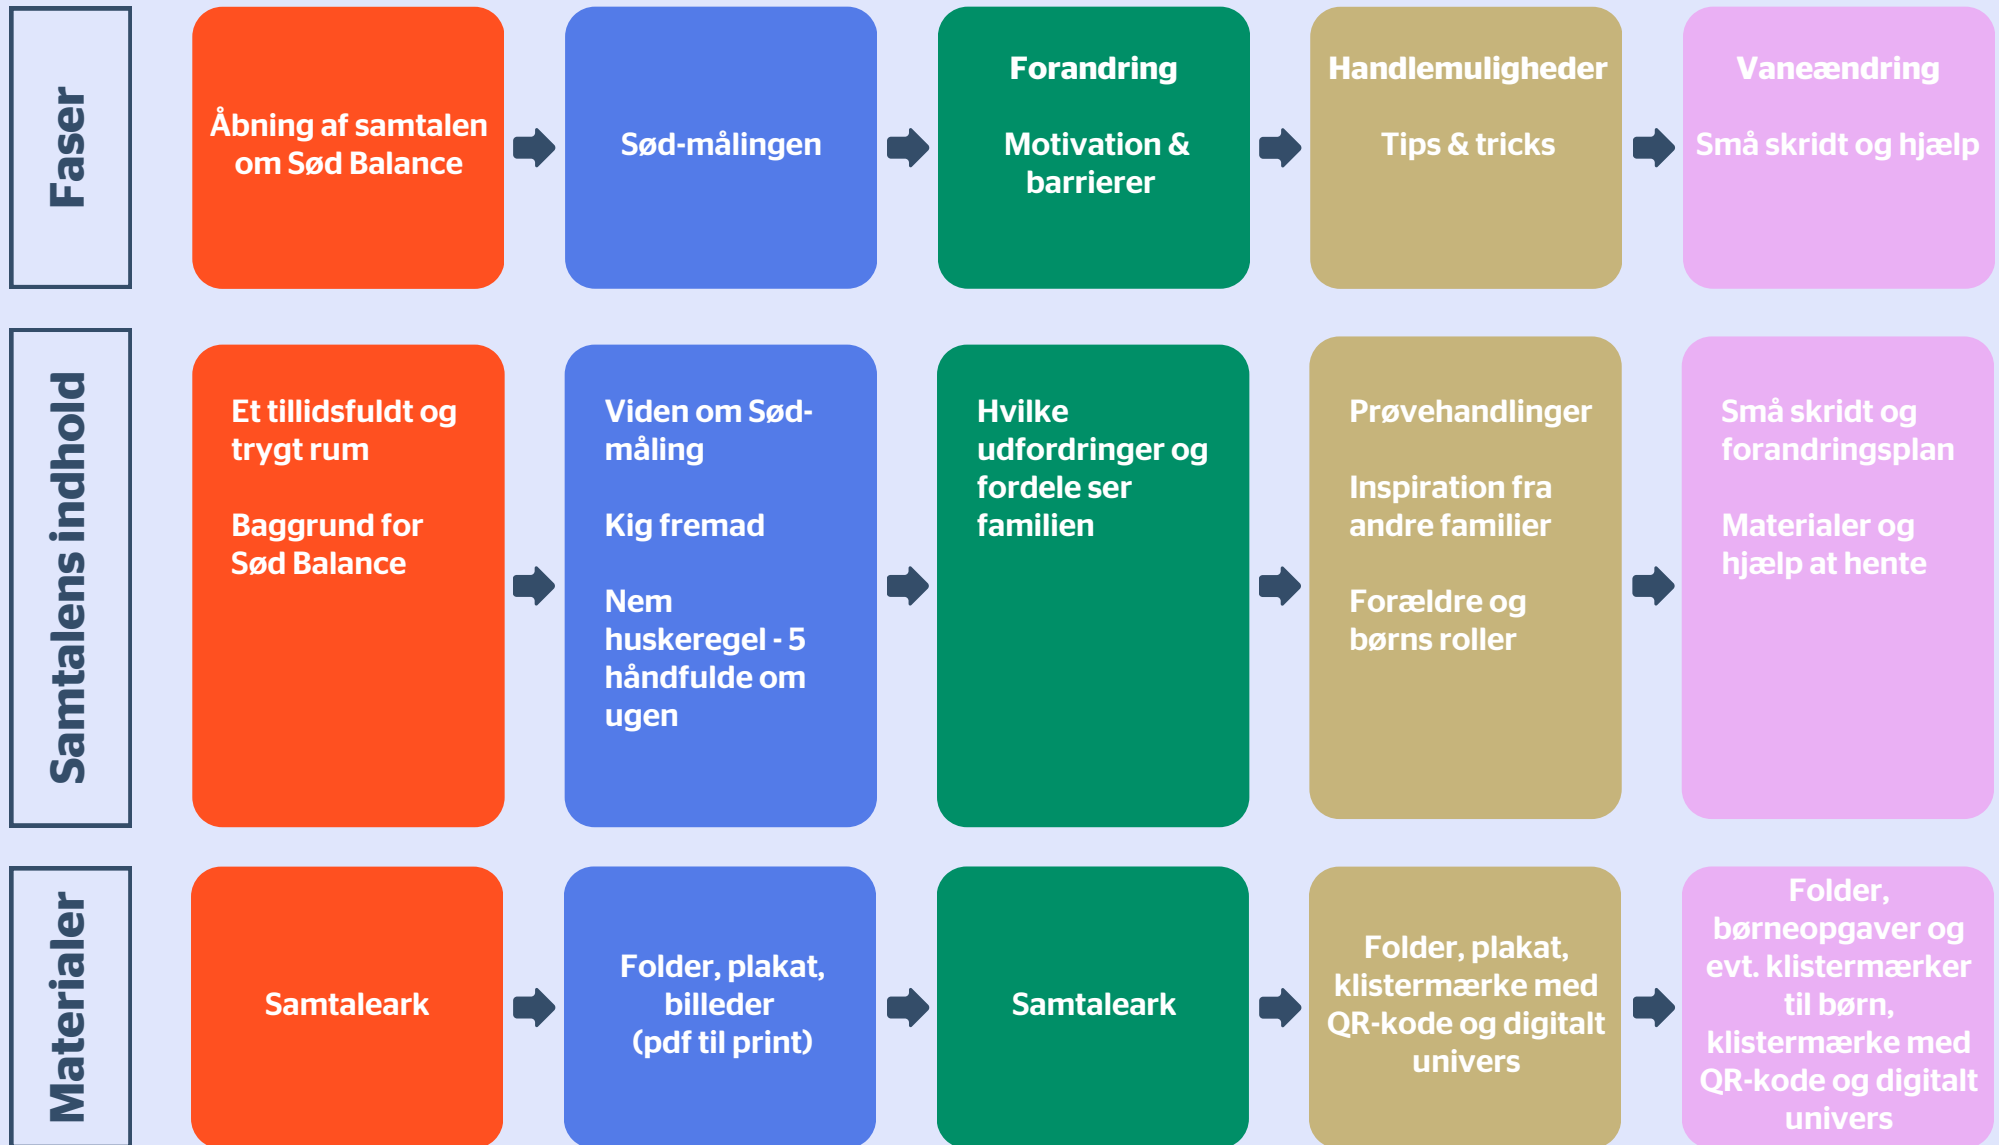 Faser
Åbning af samtalen
om Sød Balance
Sød-målingen
Forandring
Motivation &
barrierer
Handlemuligheder
Tips & tricks
Vaneændring
Små skridt og hjælp
Samtalens indhold
Et tillidsfuldt og
trygt rum
Baggrund for
Sød Balance
Viden om Sød-
måling
Kig fremad
Nem
huskeregel - 5
håndfulde om
ugen
Hvilke
udfordringer og
fordele ser
familien
Prøvehandlinger
Inspiration fra
andre familier
Forældre og
børns roller
Små skridt og
forandringsplan
Materialer og
hjælp at hente
Materialer
Samtaleark
Folder, plakat,
billeder
(pdf til print)
Samtaleark
Folder, plakat,
klistermærke med
QR-kode og digitalt
univers
Folder,
børneopgaver og
evt. klistermærker
til børn,
klistermærke med
QR-kode og digitalt
univers